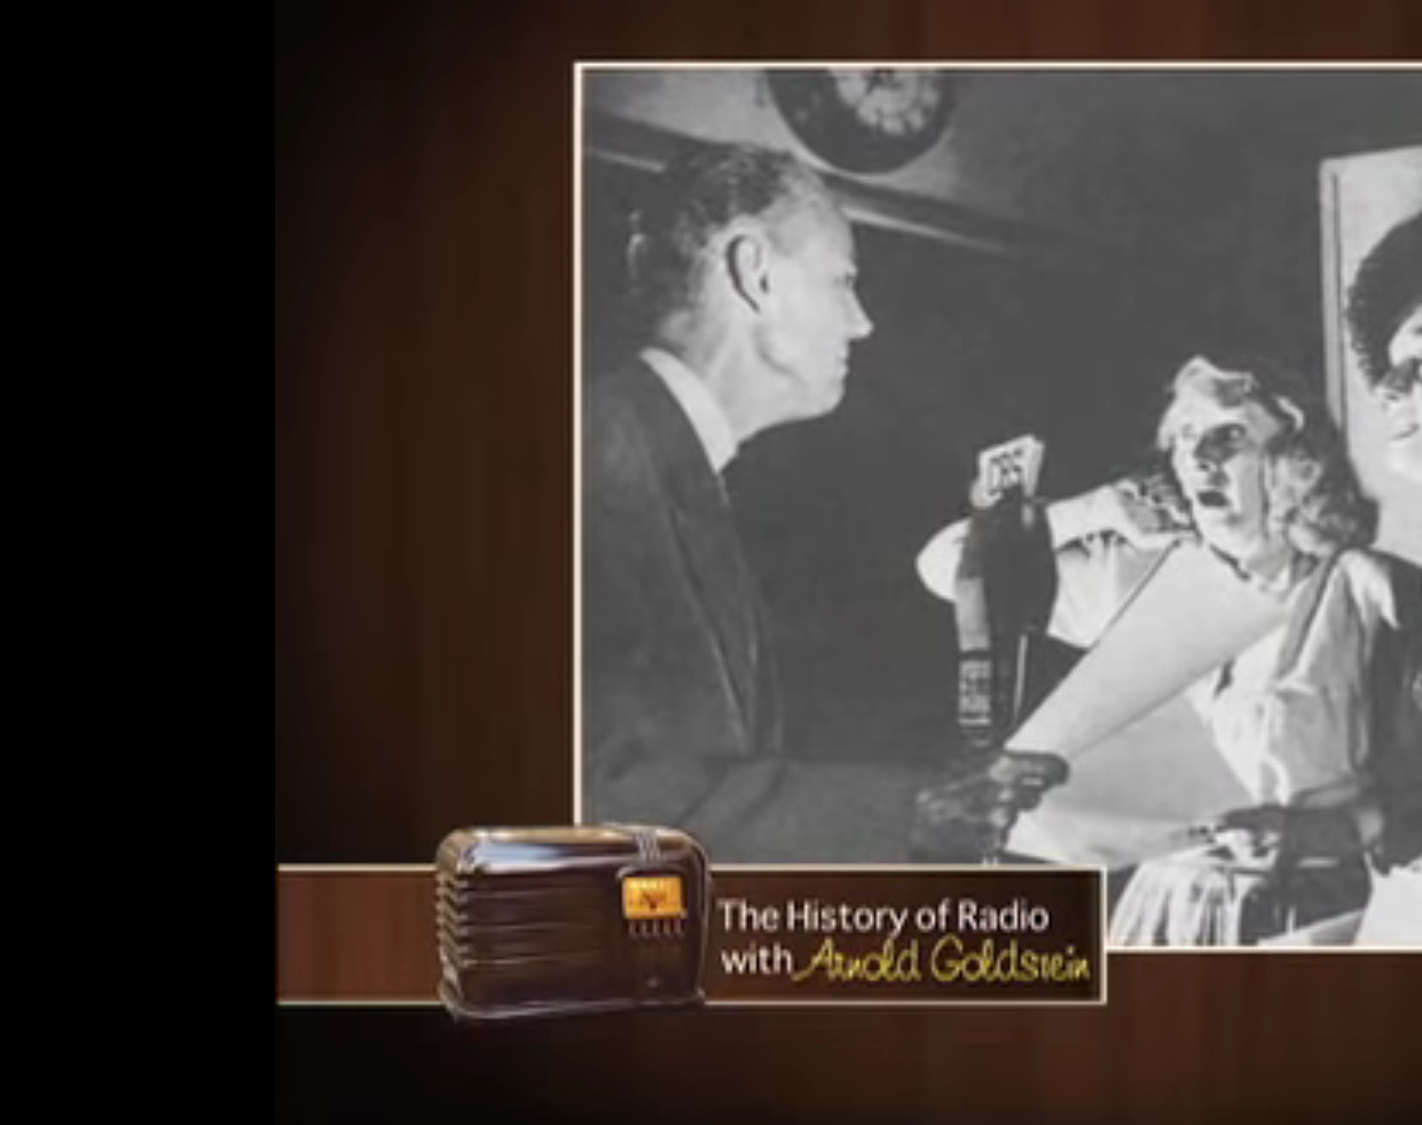 The History of Radio
with Arnold Goldstein